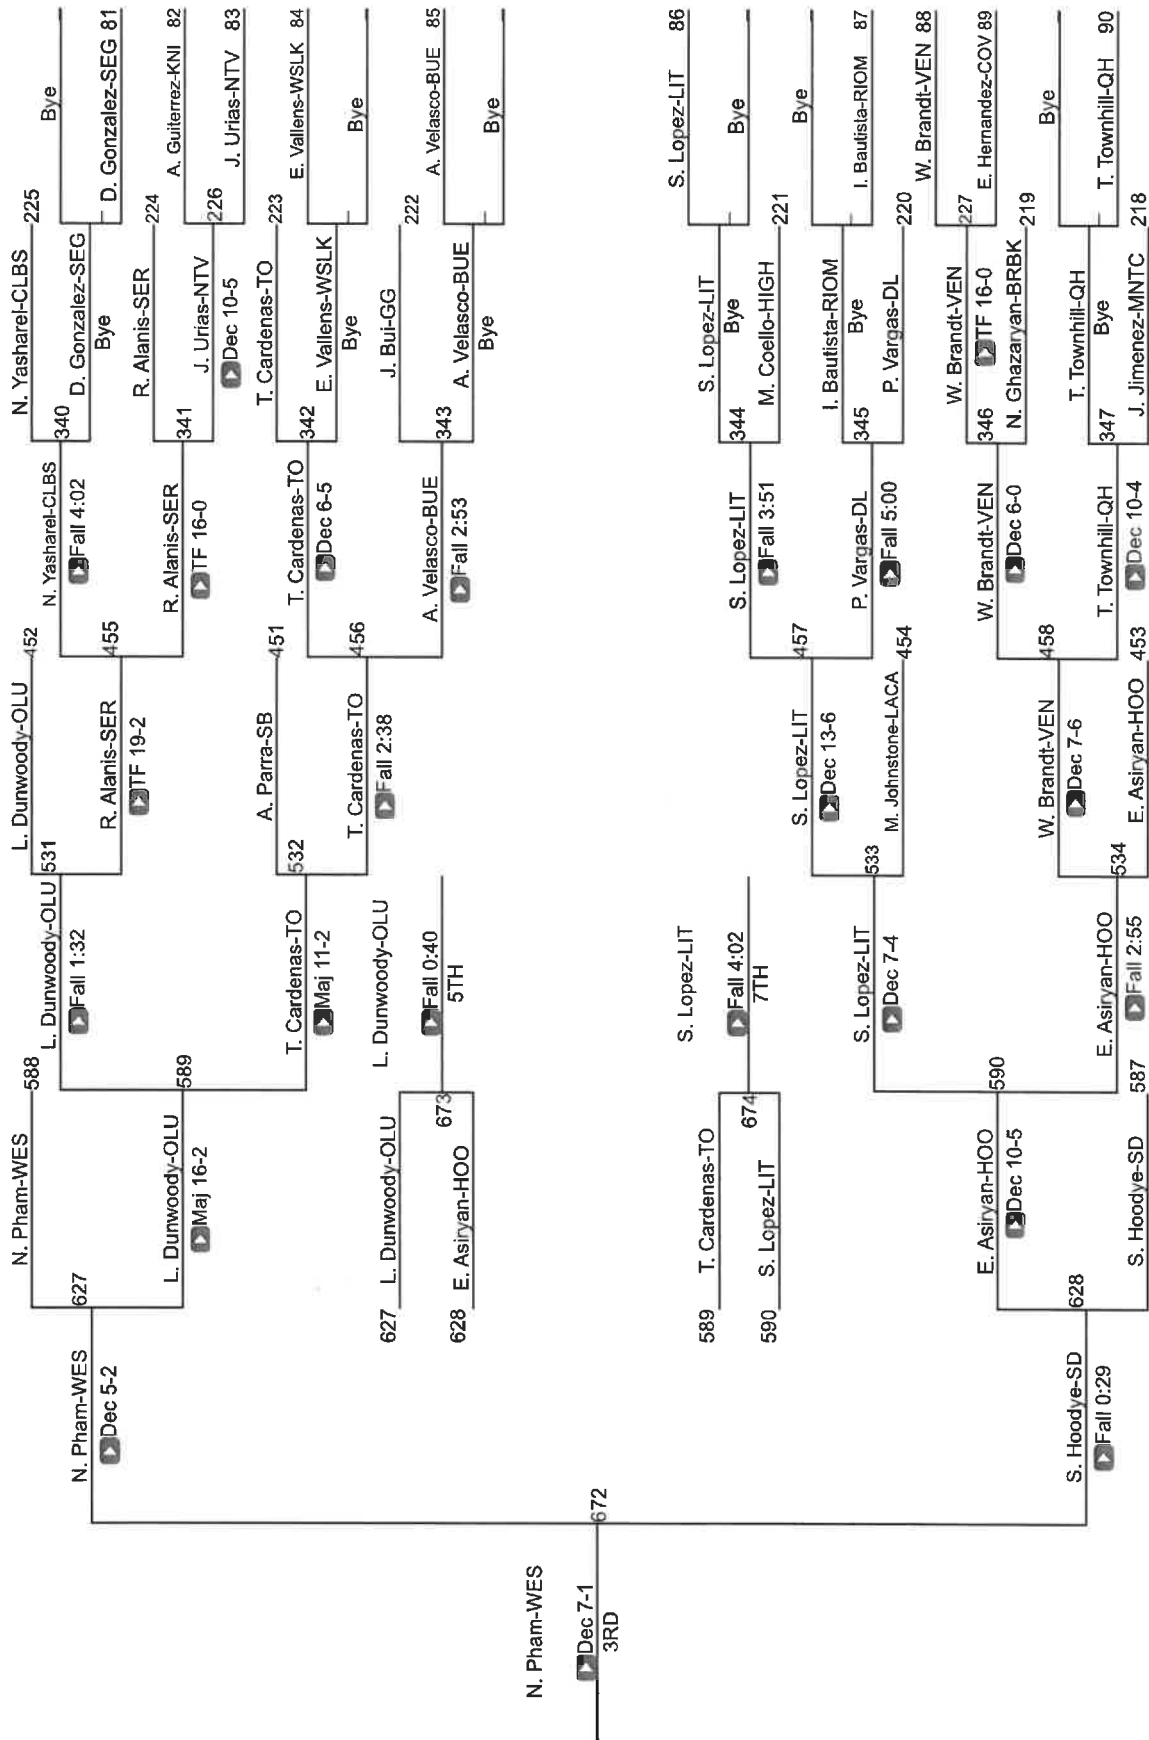 N. Pham-WES
Dec 7-1
3RD
672
N. Pham-WES
Dec 5-2
S. Hoodye-SD
Fall 0:29
627
628
N. Pham-WES 588
L. Dunwoody-OLU
Maj 16-2
589
627 L. Dunwoody-OLU
628 E. Asiryan-HOO
673
589 T. Cardenas-TO
590 S. Lopez-LIT
674
E. Asiryan-HOO
Dec 10-5
590
S. Hoodye-SD 587
L. Dunwoody-OLU
Fall 1:32
531
T. Cardenas-TO
Maj 11-2
532
L. Dunwoody-OLU
L. Dunwoody-OLU
Fall 0:40
5TH
S. Lopez-LIT
Fall 4:02
7TH
S. Lopez-LIT
Dec 7-4
533
E. Asiryan-HOO
Fall 2:55
534
L. Dunwoody-OLU 452
R. Alanis-SER
TF 19-2
455
A. Parra-SB 451
T. Cardenas-TO
Fall 2:38
456
S. Lopez-LIT
Dec 13-6
457
M. Johnstone-LACA 454
W. Brandt-VEN
Dec 7-6
458
E. Asiryan-HOO 453
N. Yasharel-CLBS
Fall 4:02
340
R. Alanis-SER
TF 16-0
341
T. Cardenas-TO
Dec 6-5
342
A. Velasco-BUE
Fall 2:53
343
S. Lopez-LIT
Fall 3:51
344
P. Vargas-DL
Fall 5:00
345
W. Brandt-VEN
Dec 6-0
346
T. Townhill-QH
Dec 10-4
347
N. Yasharel-CLBS 225
D. Gonzalez-SEG
Bye
R. Alanis-SER 224
J. Urias-NTV
Dec 10-5
226
T. Cardenas-TO 223
E. Vallens-WSLK
Bye
J. Bui-GG 222
A. Velasco-BUE
Bye
S. Lopez-LIT
Bye
M. Coello-HIGH 221
I. Bautista-RIOM
Bye
P. Vargas-DL 220
W. Brandt-VEN
TF 16-0
227
N. Ghazaryan-BRBK 219
T. Townhill-QH
Bye
J. Jimenez-MNTC 218
Bye
D. Gonzalez-SEG 81
A. Guiterrez-KNI 82
J. Urias-NTV 83
E. Vallens-WSLK 84
Bye
A. Velasco-BUE 85
Bye
S. Lopez-LIT 86
Bye
Bye
I. Bautista-RIOM 87
W. Brandt-VEN 88
E. Hernandez-COV 89
Bye
T. Townhill-QH 90